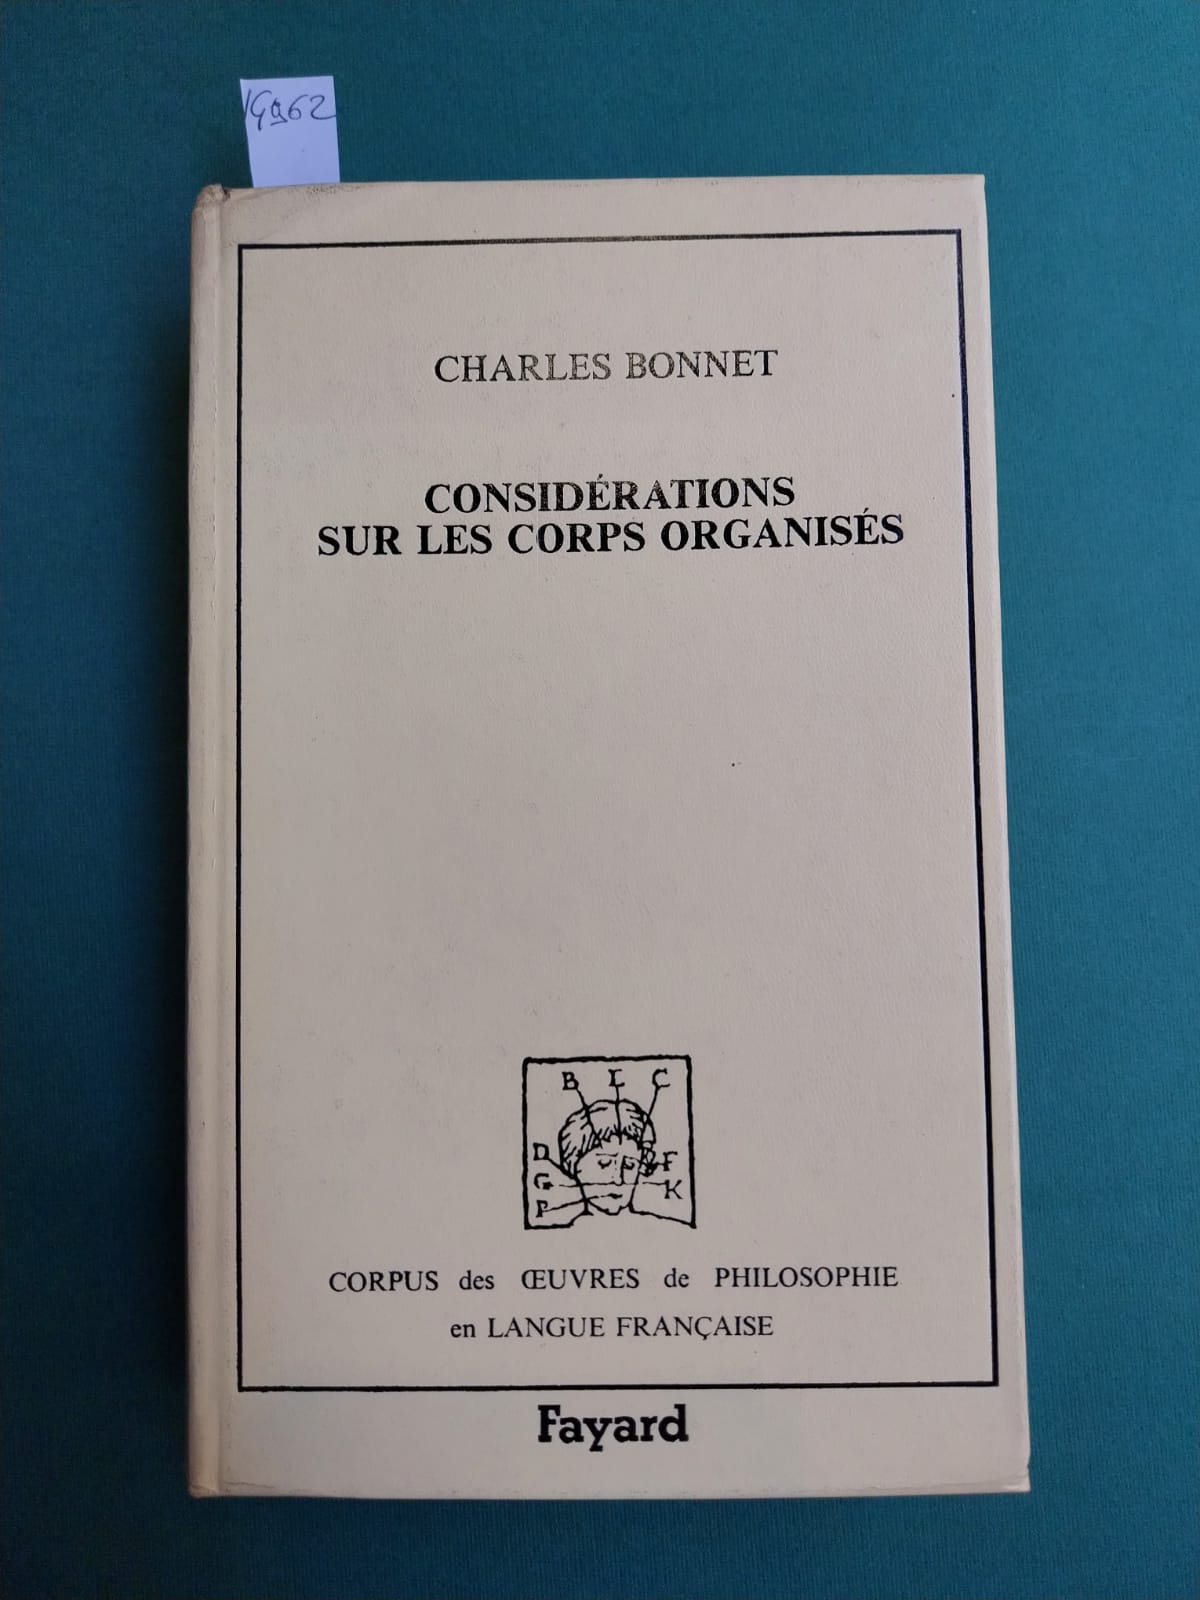 19962
CHARLES BONNET
CONSIDÉRATIONS
SUR LES CORPS ORGANISÉS
B L C
D
G
P
F
K
CORPUS des ŒUVRES de PHILOSOPHIE
en LANGUE FRANÇAISE
Fayard